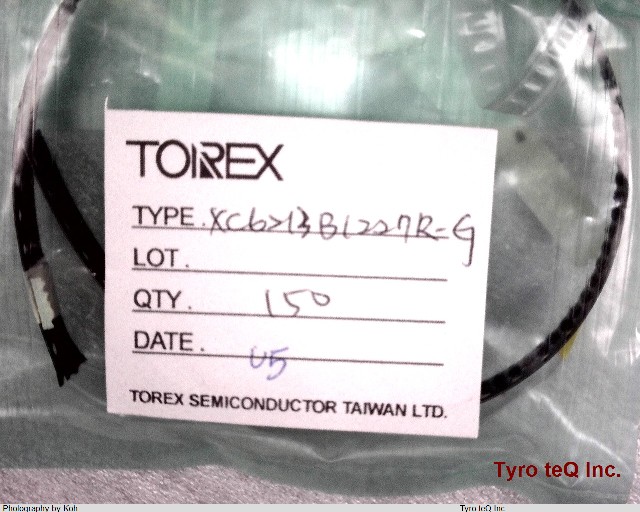 TOREX
TYPE. XC6213B1227R-G
LOT.
QTY. 150
DATE. U5
TOREX SEMICONDUCTOR TAIWAN LTD.
Tyro teQ Inc.
Photography by Koh
Tyro teQ Inc